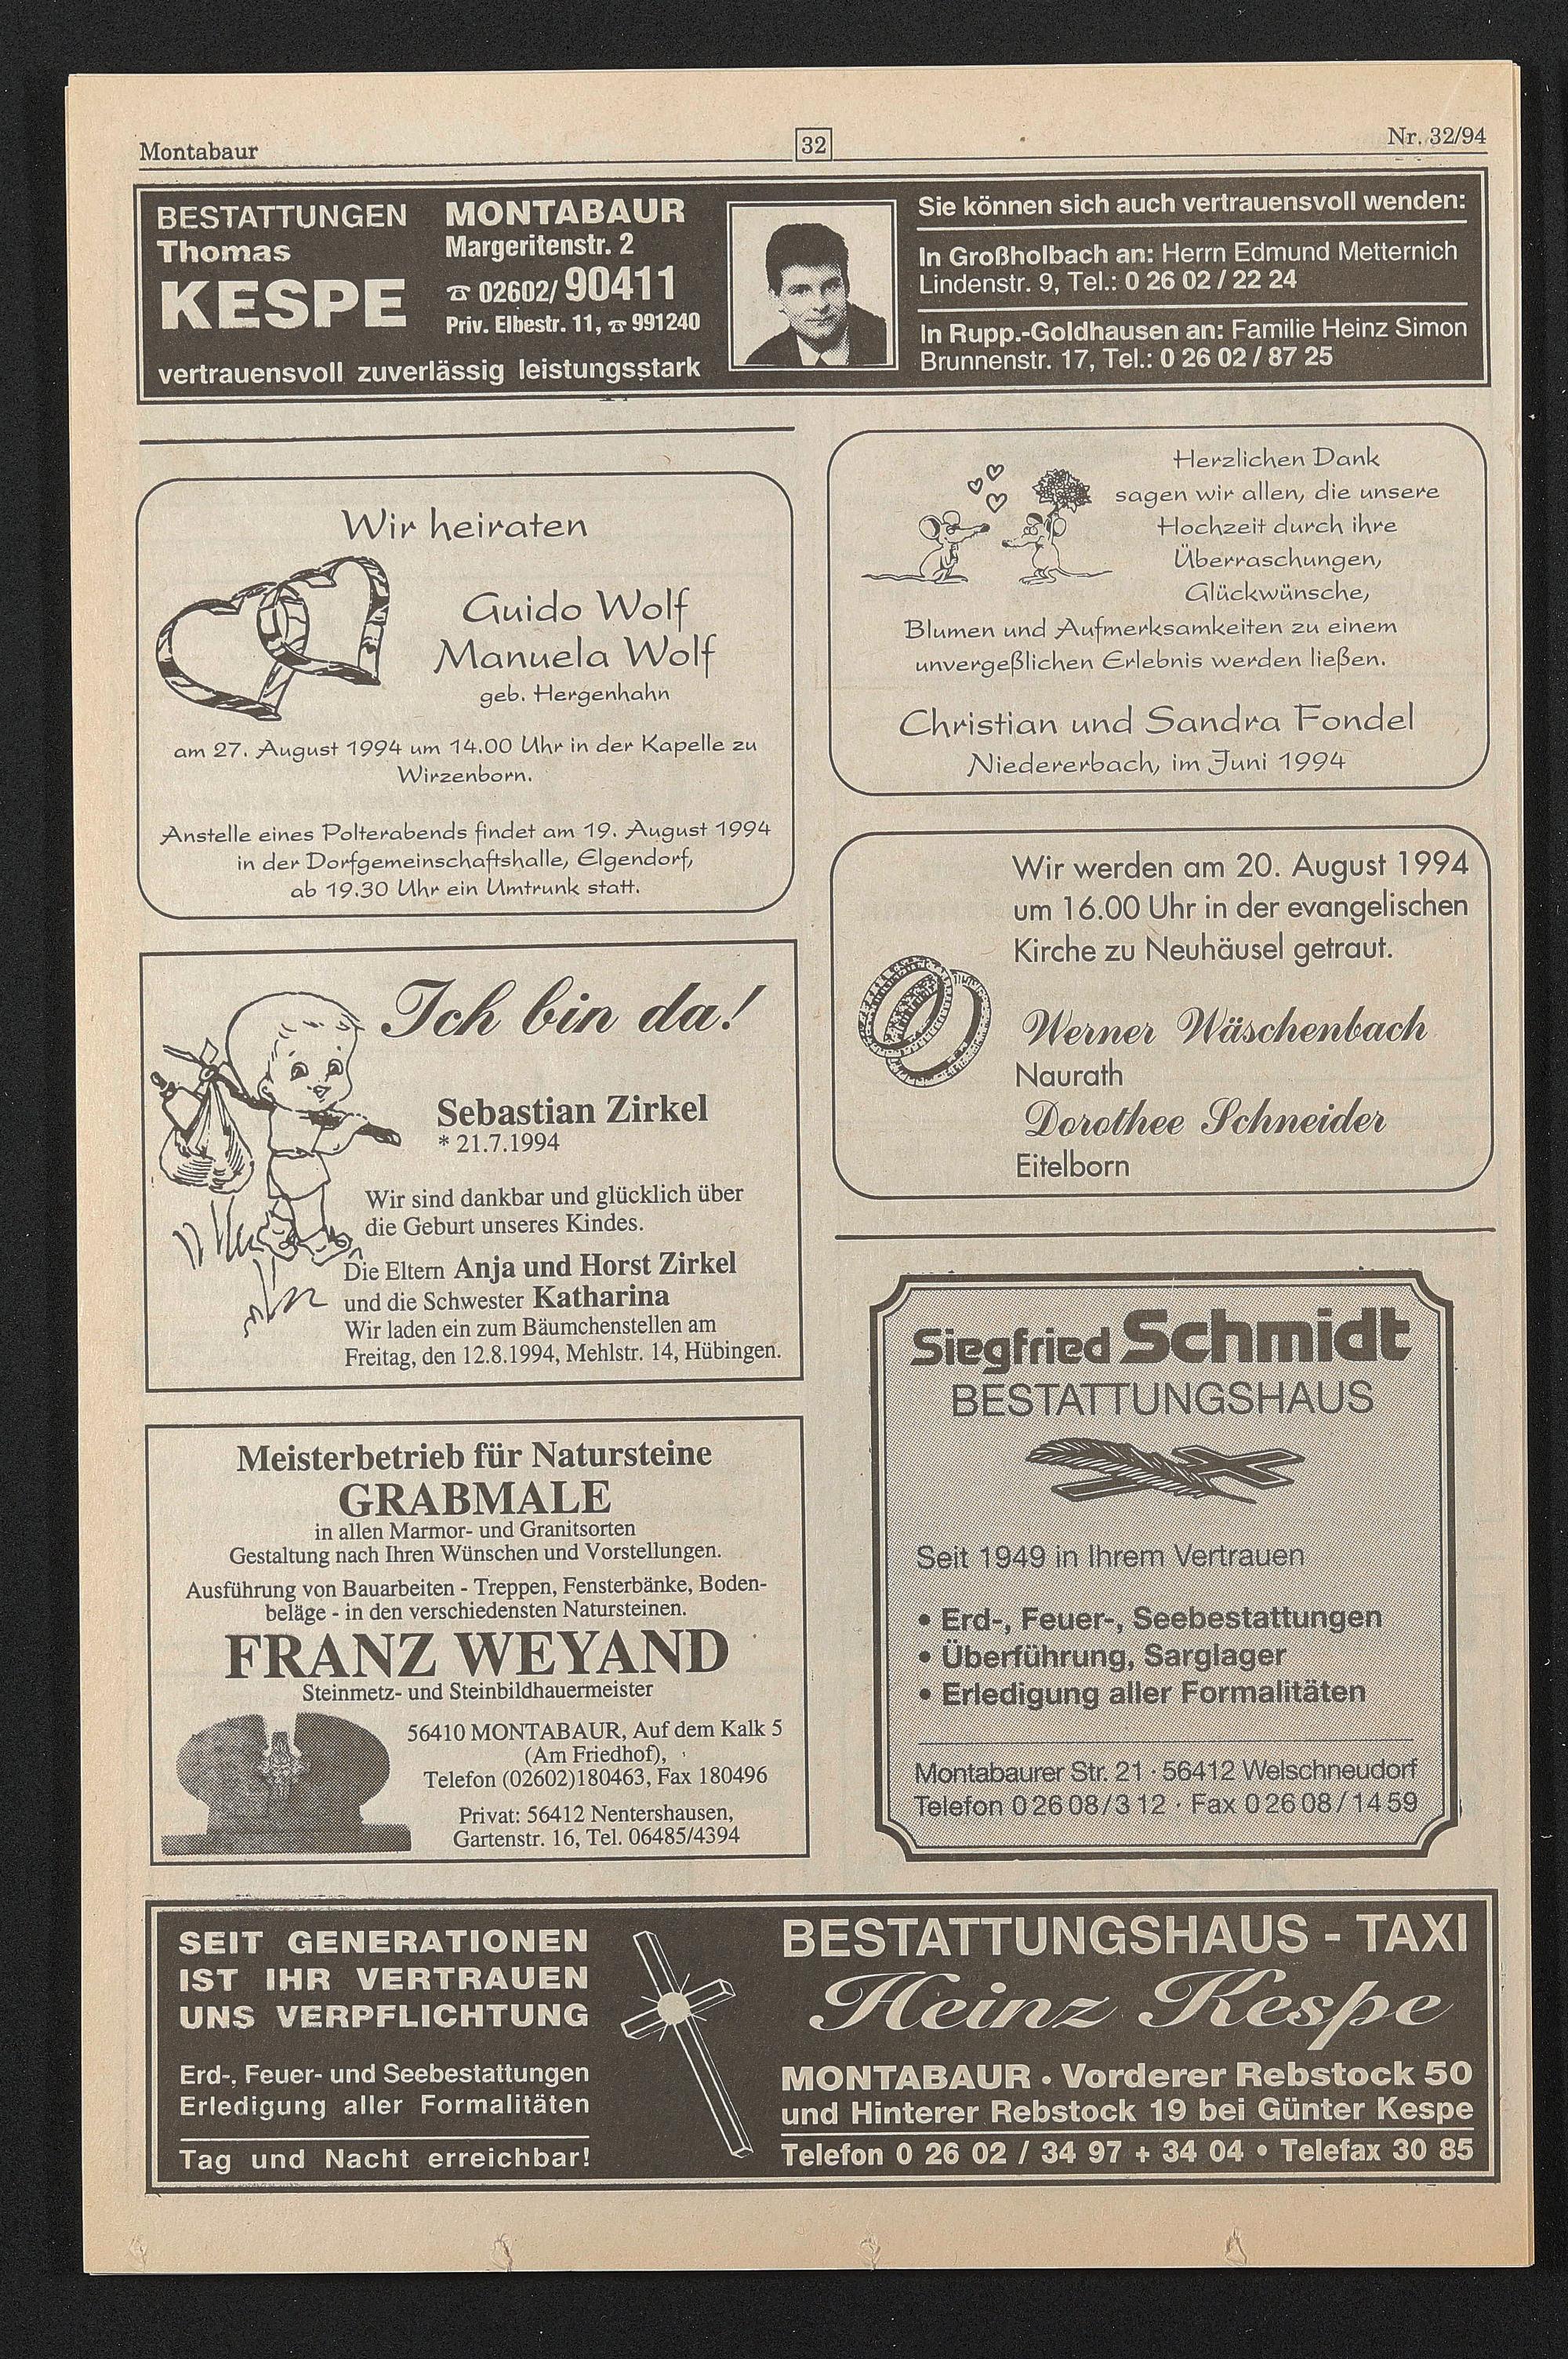 Montabaur
32
Nr. 32/94
BESTATTUNGEN
Thomas
KESPE
MONTABAUR
Margeritenstr. 2
☎ 02602/ 90411
Priv. Elbestr. 11, ☎ 991240
vertrauensvoll zuverlässig leistungsstark
Sie können sich auch vertrauensvoll wenden:
In Großholbach an: Herrn Edmund Metternich
Lindenstr. 9, Tel.: 0 26 02 / 22 24
In Rupp.-Goldhausen an: Familie Heinz Simon
Brunnenstr. 17, Tel.: 0 26 02 / 87 25
Wir heiraten
Guido Wolf
Manuela Wolf
geb. Hergenhahn
am 27. August 1994 um 14.00 Uhr in der Kapelle zu
Wirzenborn.
Anstelle eines Polterabends findet am 19. August 1994
in der Dorfgemeinschaftshalle, Elgendorf,
ab 19.30 Uhr ein Umtrunk statt.
Ich bin da!
Sebastian Zirkel
* 21.7.1994
Wir sind dankbar und glücklich über
die Geburt unseres Kindes.
Die Eltern Anja und Horst Zirkel
und die Schwester Katharina
Wir laden ein zum Bäumchenstellen am
Freitag, den 12.8.1994, Mehlstr. 14, Hübingen.
Meisterbetrieb für Natursteine
GRABMALE
in allen Marmor- und Granitsorten
Gestaltung nach Ihren Wünschen und Vorstellungen.
Ausführung von Bauarbeiten - Treppen, Fensterbänke, Boden-
beläge - in den verschiedensten Natursteinen.
FRANZ WEYAND
Steinmetz- und Steinbildhauermeister
56410 MONTABAUR, Auf dem Kalk 5
(Am Friedhof),
Telefon (02602)180463, Fax 180496
Privat: 56412 Nentershausen,
Gartenstr. 16, Tel. 06485/4394
Herzlichen Dank
sagen wir allen, die unsere
Hochzeit durch ihre
Überraschungen,
Glückwünsche,
Blumen und Aufmerksamkeiten zu einem
unvergeßlichen Erlebnis werden ließen.
Christian und Sandra Fondel
Niedererbach, im Juni 1994
Wir werden am 20. August 1994
um 16.00 Uhr in der evangelischen
Kirche zu Neuhäusel getraut.
Werner Wäschenbach
Naurath
Dorothee Schneider
Eitelborn
Siegfried Schmidt
BESTATTUNGSHAUS
Seit 1949 in Ihrem Vertrauen
• Erd-, Feuer-, Seebestattungen
• Überführung, Sarglager
• Erledigung aller Formalitäten
Montabaurer Str. 21 · 56412 Welschneudorf
Telefon 0 26 08 / 3 12 · Fax 0 26 08 / 14 59
SEIT GENERATIONEN
IST IHR VERTRAUEN
UNS VERPFLICHTUNG
Erd-, Feuer- und Seebestattungen
Erledigung aller Formalitäten
Tag und Nacht erreichbar!
BESTATTUNGSHAUS - TAXI
Heinz Kespe
MONTABAUR · Vorderer Rebstock 50
und Hinterer Rebstock 19 bei Günter Kespe
Telefon 0 26 02 / 34 97 + 34 04 • Telefax 30 85